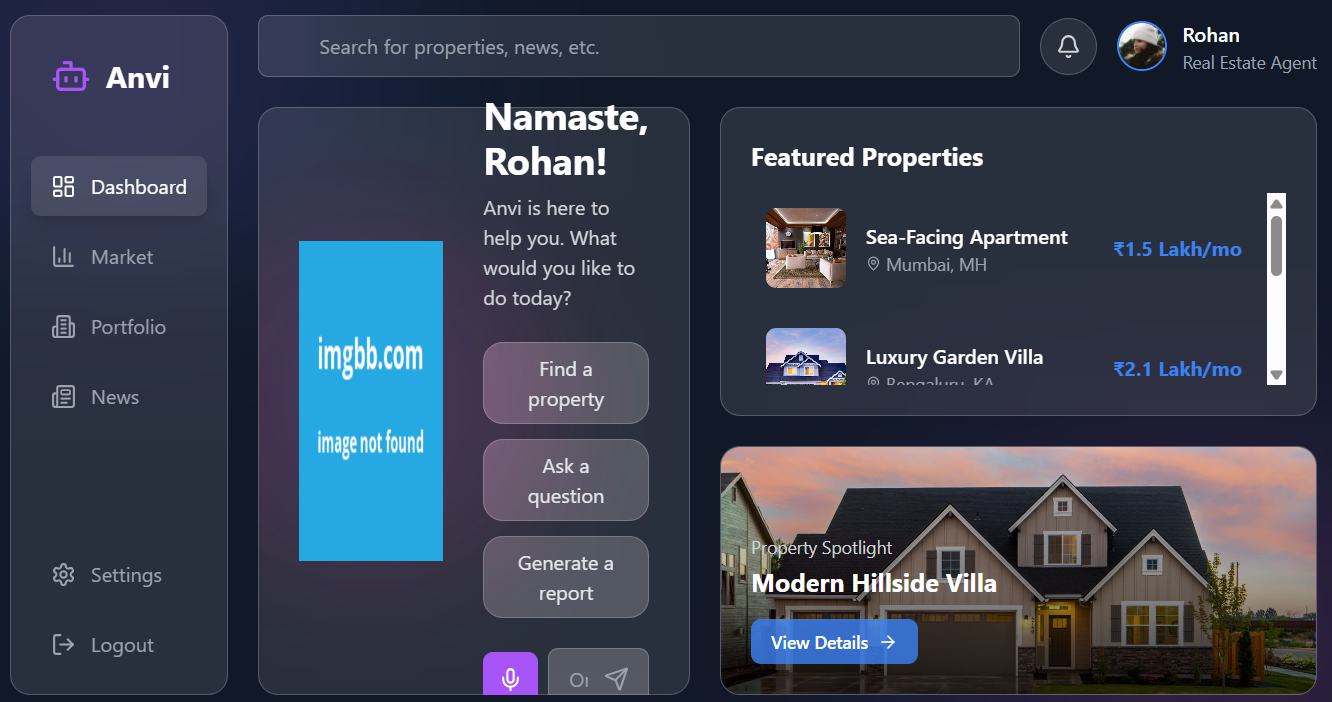 Anvi
Dashboard
Market
Portfolio
News
Settings
Logout
Search for properties, news, etc.
Rohan
Real Estate Agent
imgbb.com
image not found
Namaste,
Rohan!
Anvi is here to
help you. What
would you like to
do today?
Find a
property
Ask a
question
Generate a
report
Featured Properties
Sea-Facing Apartment
Mumbai, MH
₹1.5 Lakh/mo
Luxury Garden Villa
Bengaluru, KA
₹2.1 Lakh/mo
Property Spotlight
Modern Hillside Villa
View Details